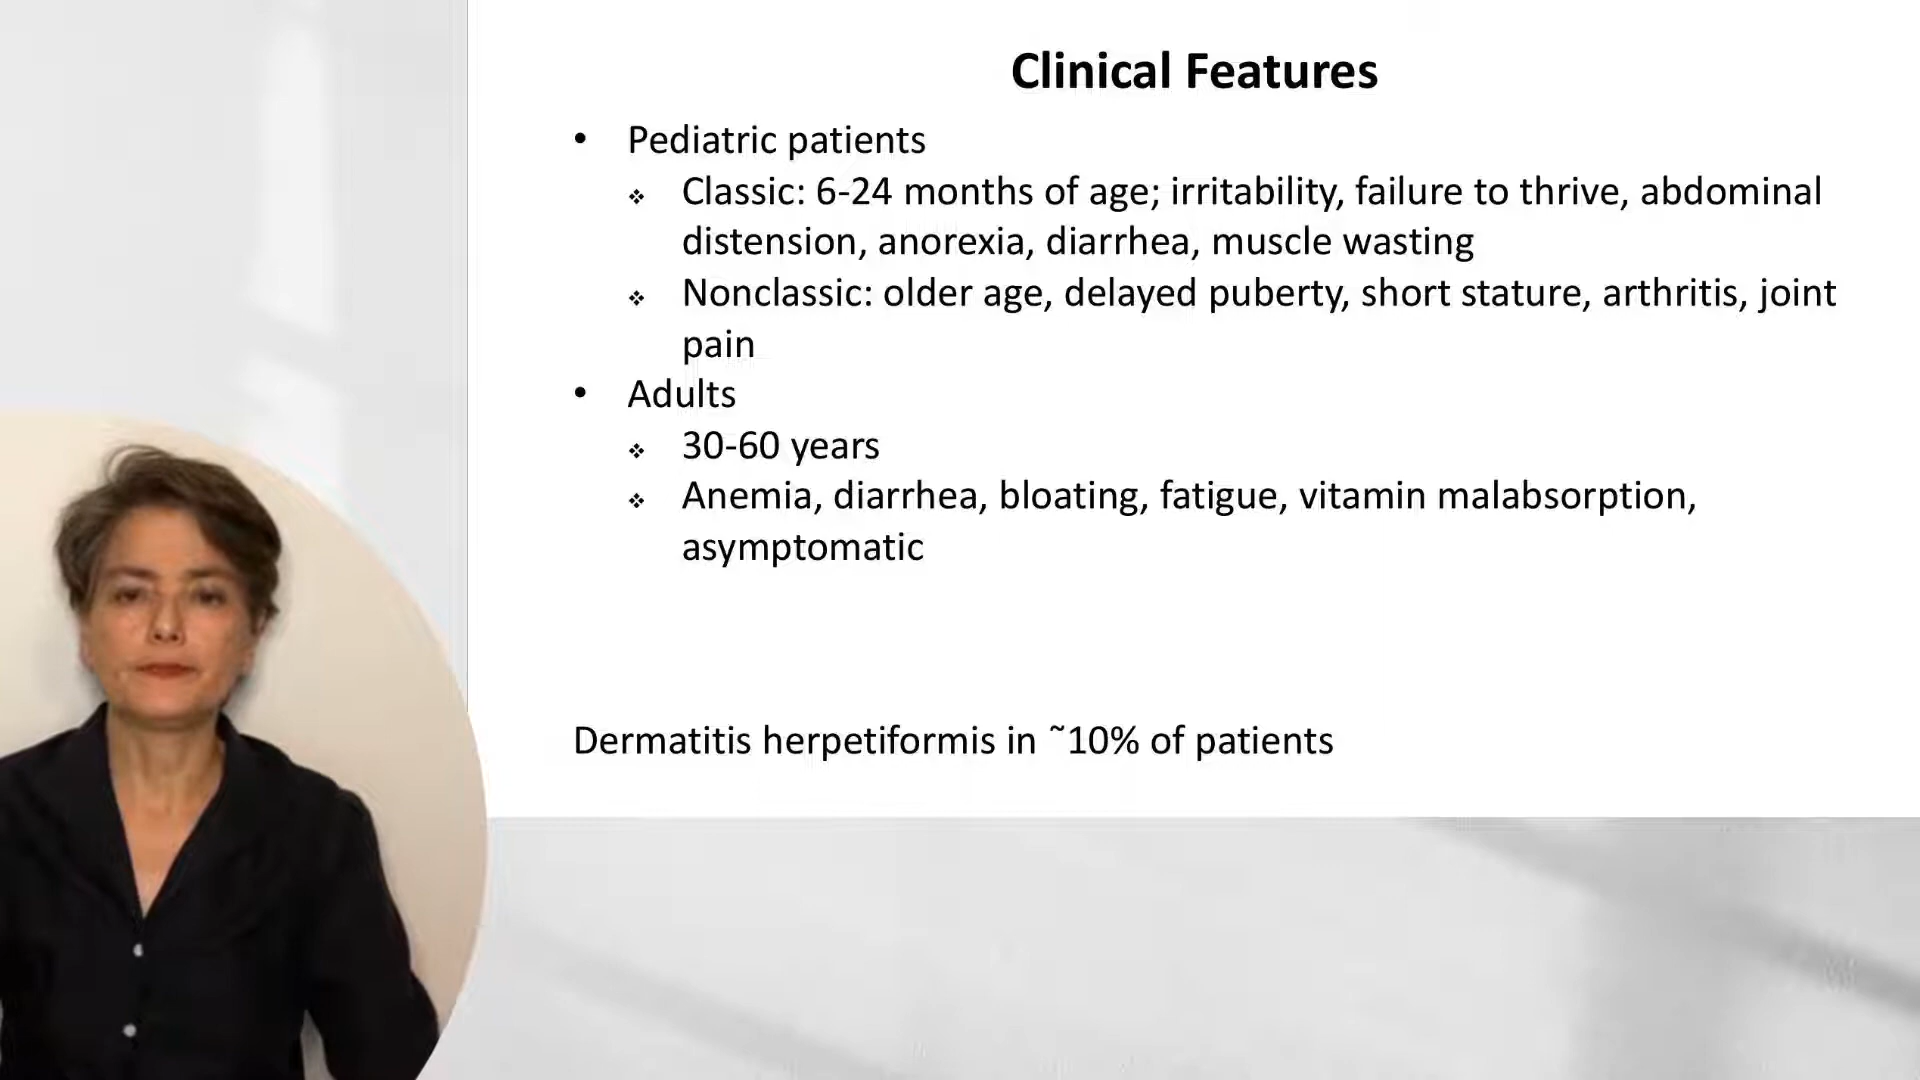 Clinical Features
• Pediatric patients
❖ Classic: 6-24 months of age; irritability, failure to thrive, abdominal
distension, anorexia, diarrhea, muscle wasting
❖ Nonclassic: older age, delayed puberty, short stature, arthritis, joint
pain
• Adults
❖ 30-60 years
❖ Anemia, diarrhea, bloating, fatigue, vitamin malabsorption,
asymptomatic
Dermatitis herpetiformis in ˜10% of patients